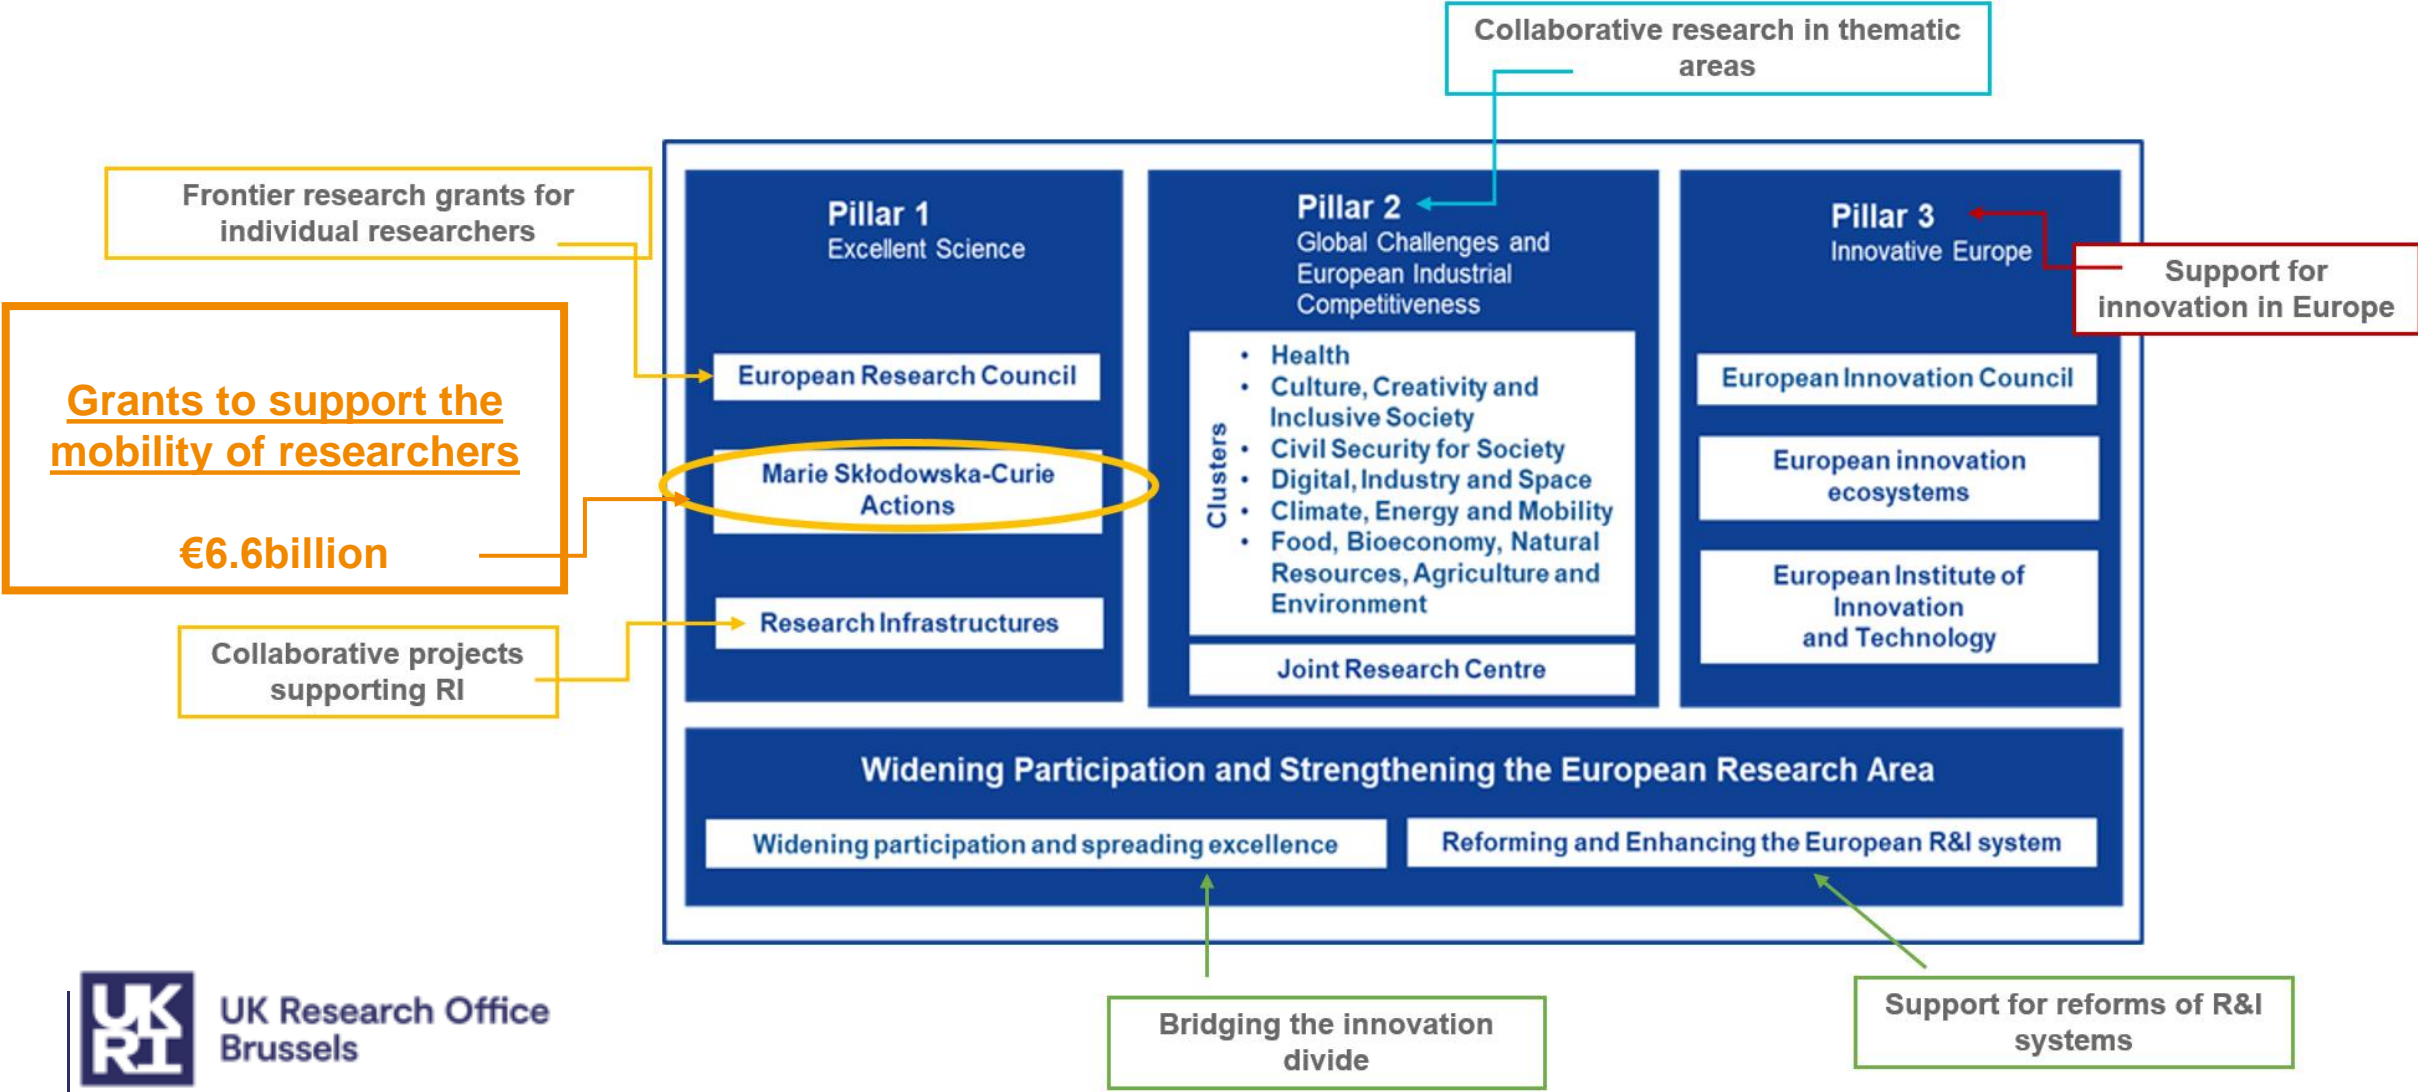 Collaborative research in thematic
areas
Frontier research grants for
individual researchers
Grants to support the
mobility of researchers
€6.6billion
Collaborative projects
supporting RI
Pillar 1
Excellent Science
European Research Council
Marie Skłodowska-Curie
Actions
Research Infrastructures
Pillar 2
Global Challenges and
European Industrial
Competitiveness
Clusters
• Health
• Culture, Creativity and
Inclusive Society
• Civil Security for Society
• Digital, Industry and Space
• Climate, Energy and Mobility
• Food, Bioeconomy, Natural
Resources, Agriculture and
Environment
Joint Research Centre
Pillar 3
Innovative Europe
European Innovation Council
European innovation
ecosystems
European Institute of
Innovation
and Technology
Support for
innovation in Europe
Widening Participation and Strengthening the European Research Area
Widening participation and spreading excellence
Reforming and Enhancing the European R&I system
Bridging the innovation
divide
Support for reforms of R&I
systems
UK
RI
UK Research Office
Brussels